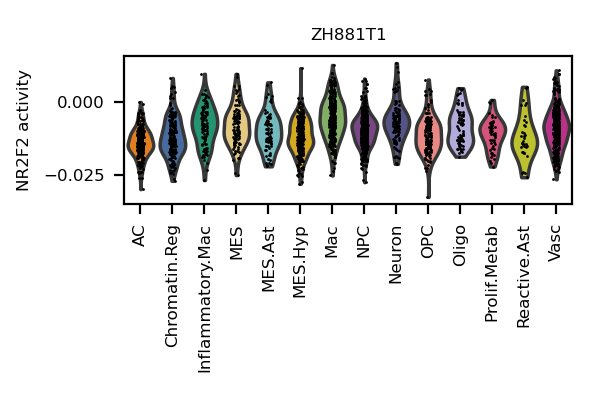 ZH881T1
NR2F2 activity
0.000
−0.025
AC
Chromatin.Reg
Inflammatory.Mac
MES
MES.Ast
MES.Hyp
Mac
NPC
Neuron
OPC
Oligo
Prolif.Metab
Reactive.Ast
Vasc